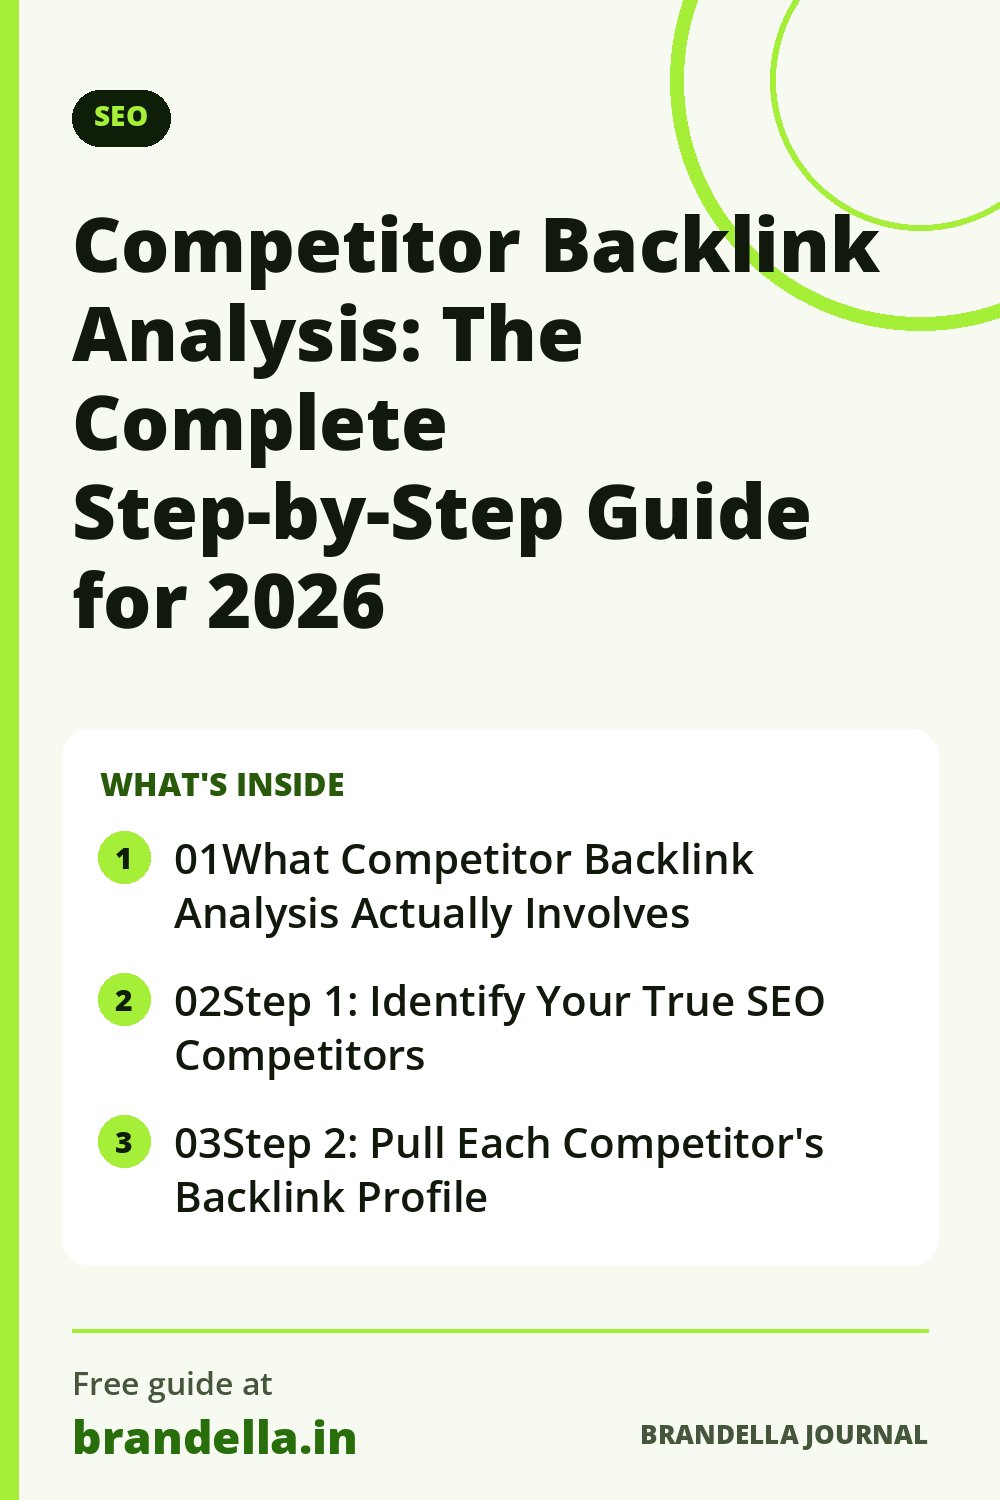 SEO
Competitor Backlink
Analysis: The
Complete
Step-by-Step Guide
for 2026
WHAT'S INSIDE
1 01What Competitor Backlink
Analysis Actually Involves
2 02Step 1: Identify Your True SEO
Competitors
3 03Step 2: Pull Each Competitor's
Backlink Profile
Free guide at
brandella.in
BRANDELLA JOURNAL